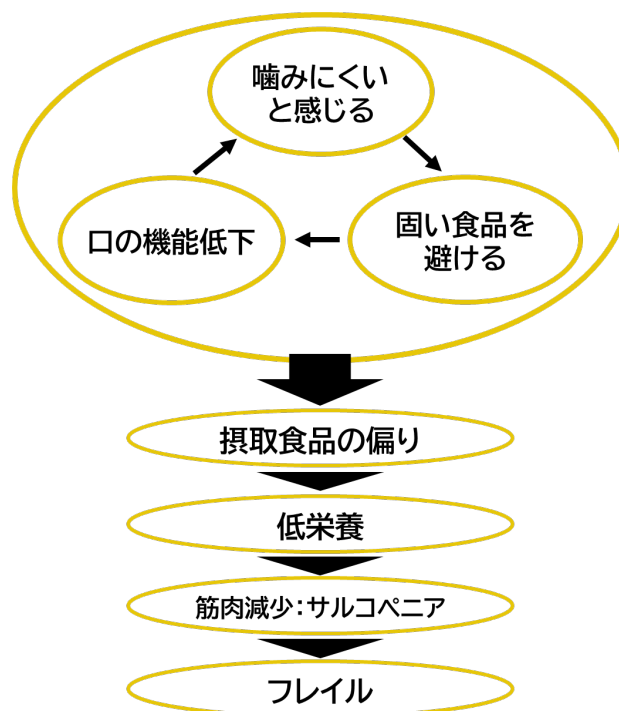 噛みにくい
と感じる
口の機能低下
固い食品を
避ける
摂取食品の偏り
低栄養
筋肉減少：サルコペニア
フレイル